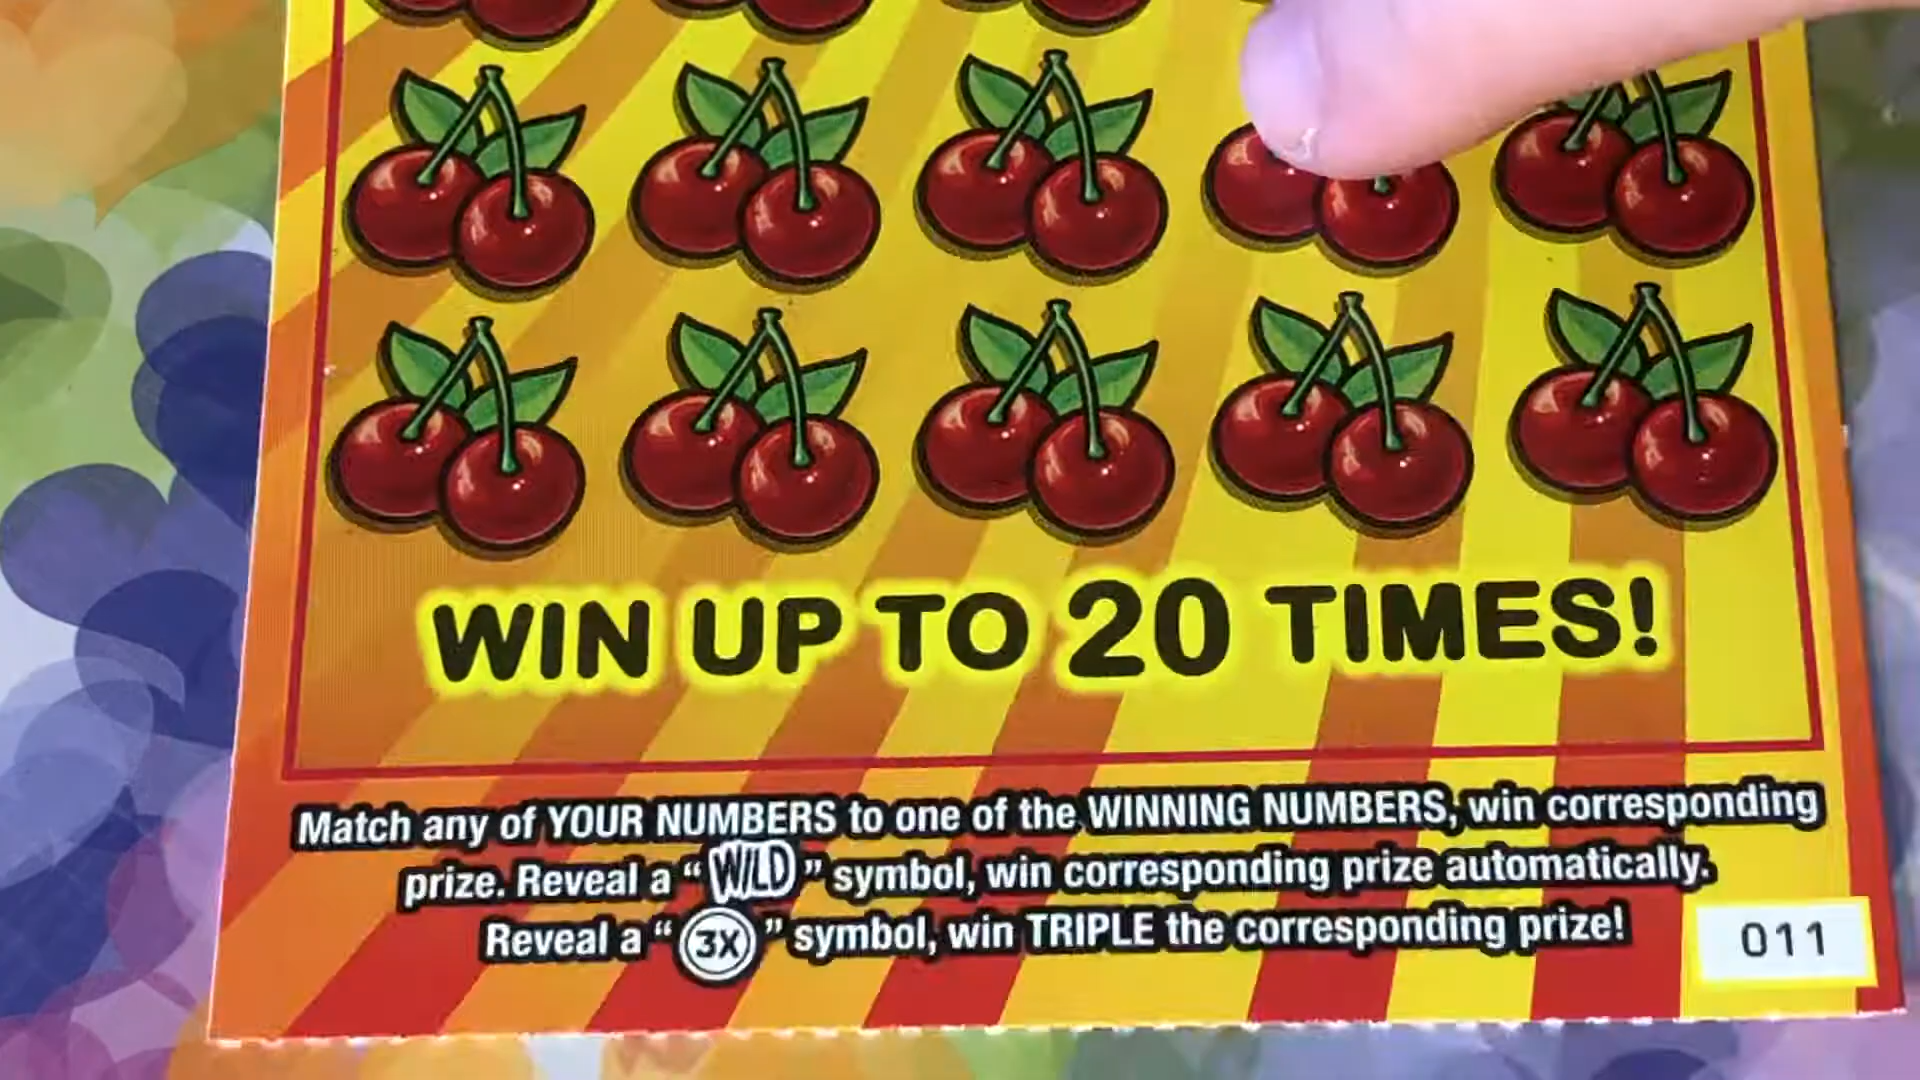 WIN UP TO 20 TIMES!
Match any of YOUR NUMBERS to one of the WINNING NUMBERS, win corresponding
prize. Reveal a “WILD” symbol, win corresponding prize automatically.
Reveal a “3X” symbol, win TRIPLE the corresponding prize!
011